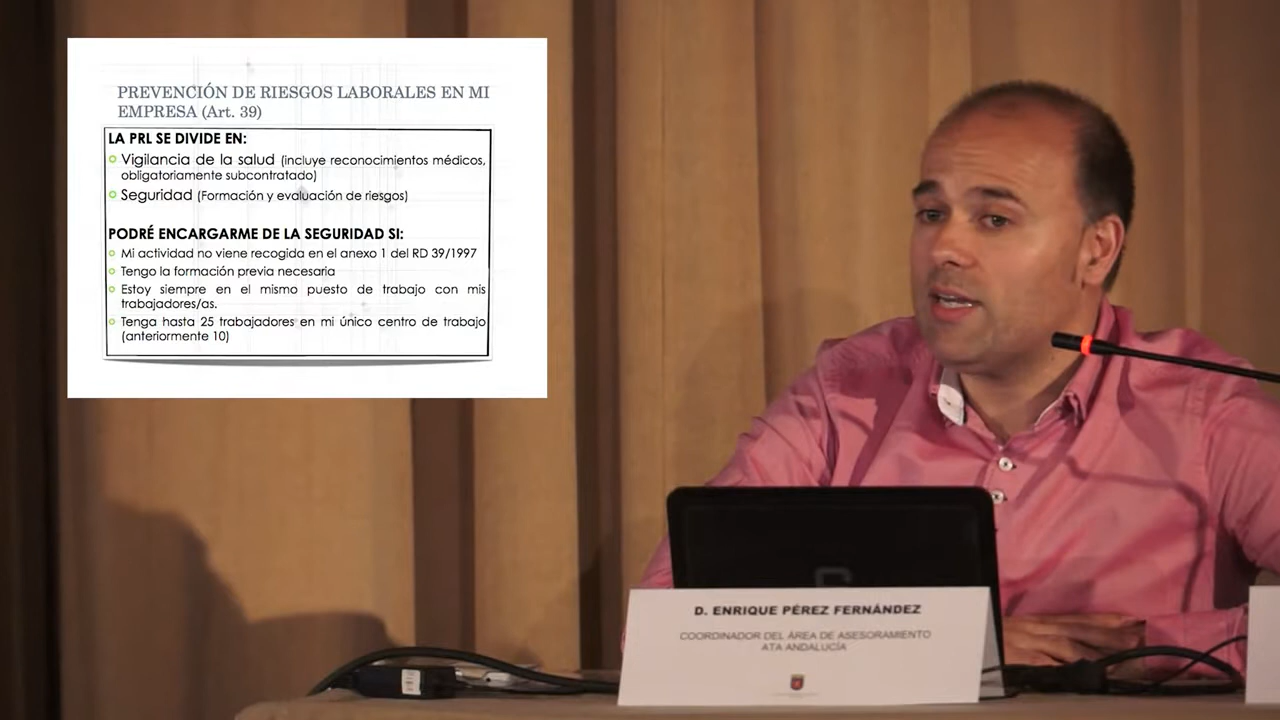 PREVENCIÓN DE RIESGOS LABORALES EN MI
EMPRESA (Art. 39)
LA PRL SE DIVIDE EN:
Vigilancia de la salud (incluye reconocimientos médicos,
obligatoriamente subcontratado)
Seguridad (Formación y evaluación de riesgos)
PODRÉ ENCARGARME DE LA SEGURIDAD SI:
Mi actividad no viene recogida en el anexo 1 del RD 39/1997
Tengo la formación previa necesaria
Estoy siempre en el mismo puesto de trabajo con mis
trabajadores/as.
Tenga hasta 25 trabajadores en mi único centro de trabajo
(anteriormente 10)
D. ENRIQUE PÉREZ FERNÁNDEZ
COORDINADOR DEL ÁREA DE ASESORAMIENTO
ATA ANDALUCÍA